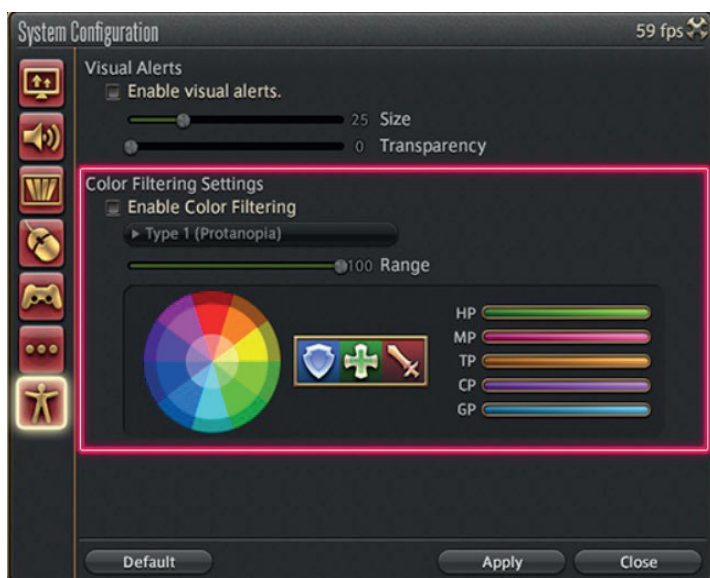 System Configuration 59 fps
Visual Alerts
Enable visual alerts.
25 Size
0 Transparency
Color Filtering Settings
Enable Color Filtering
Type 1 (Protanopia)
100 Range
HP
MP
TP
CP
GP
Default Apply Close